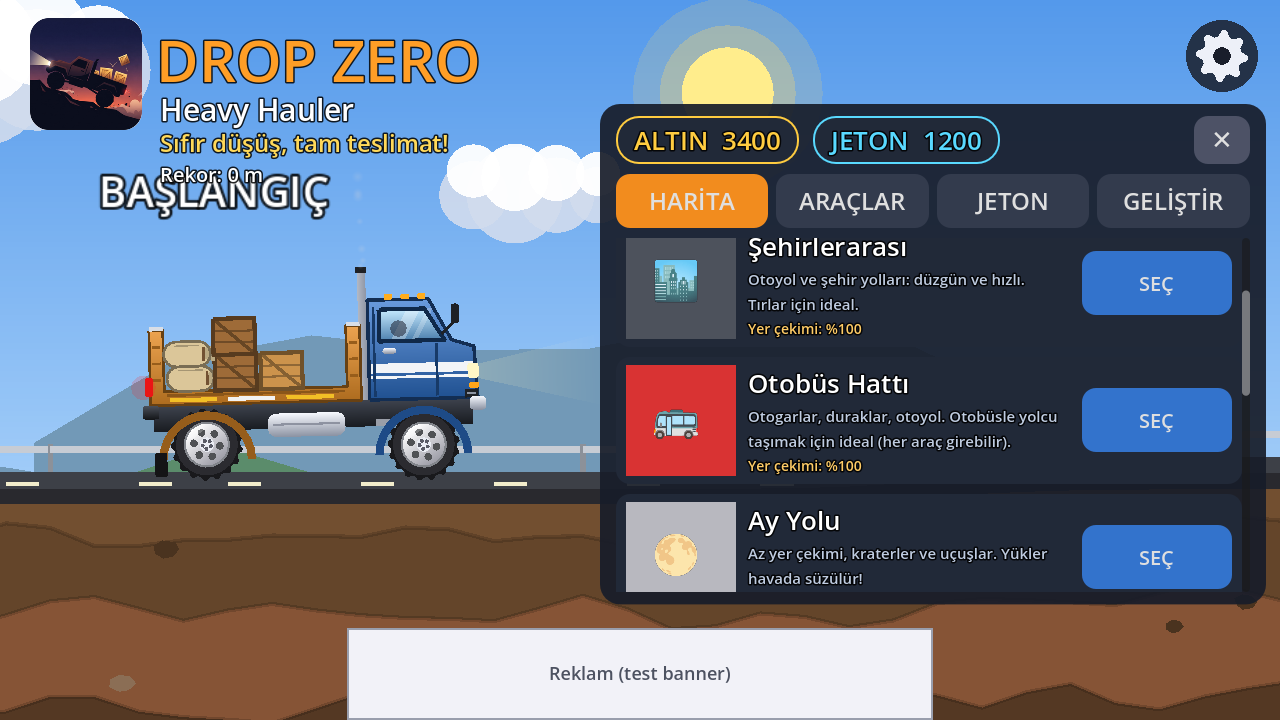 DROP ZERO
Heavy Hauler
Sıfır düşüş, tam teslimat!
Rekor: 0 m
BAŞLANGIÇ
ALTIN 3400
JETON 1200
✕
HARİTA
ARAÇLAR
JETON
GELİŞTİR
Şehirlerarası
Otoyol ve şehir yolları: düzgün ve hızlı.
Tırlar için ideal.
Yer çekimi: %100
SEÇ
Otobüs Hattı
Otogarlar, duraklar, otoyol. Otobüsle yolcu
taşımak için ideal (her araç girebilir).
Yer çekimi: %100
SEÇ
Ay Yolu
Az yer çekimi, kraterler ve uçuşlar. Yükler
havada süzülür!
SEÇ
Reklam (test banner)